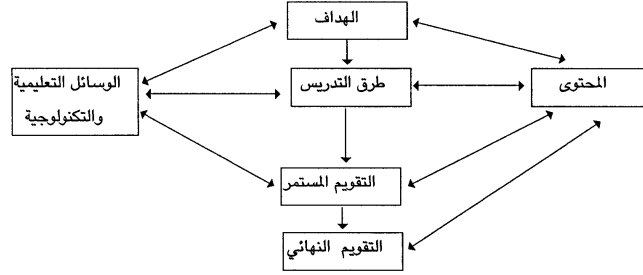 الهداف
المحتوى
طرق التدريس
الوسائل التعليمية
والتكنولوجية
التقويم المستمر
التقويم النهائي